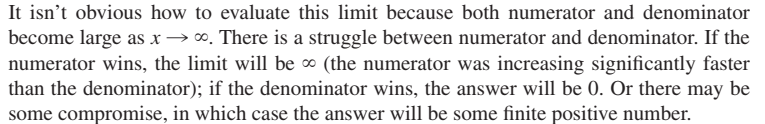 It isn’t obvious how to evaluate this limit because both numerator and denominator
become large as x → ∞. There is a struggle between numerator and denominator. If the
numerator wins, the limit will be ∞ (the numerator was increasing significantly faster
than the denominator); if the denominator wins, the answer will be 0. Or there may be
some compromise, in which case the answer will be some finite positive number.